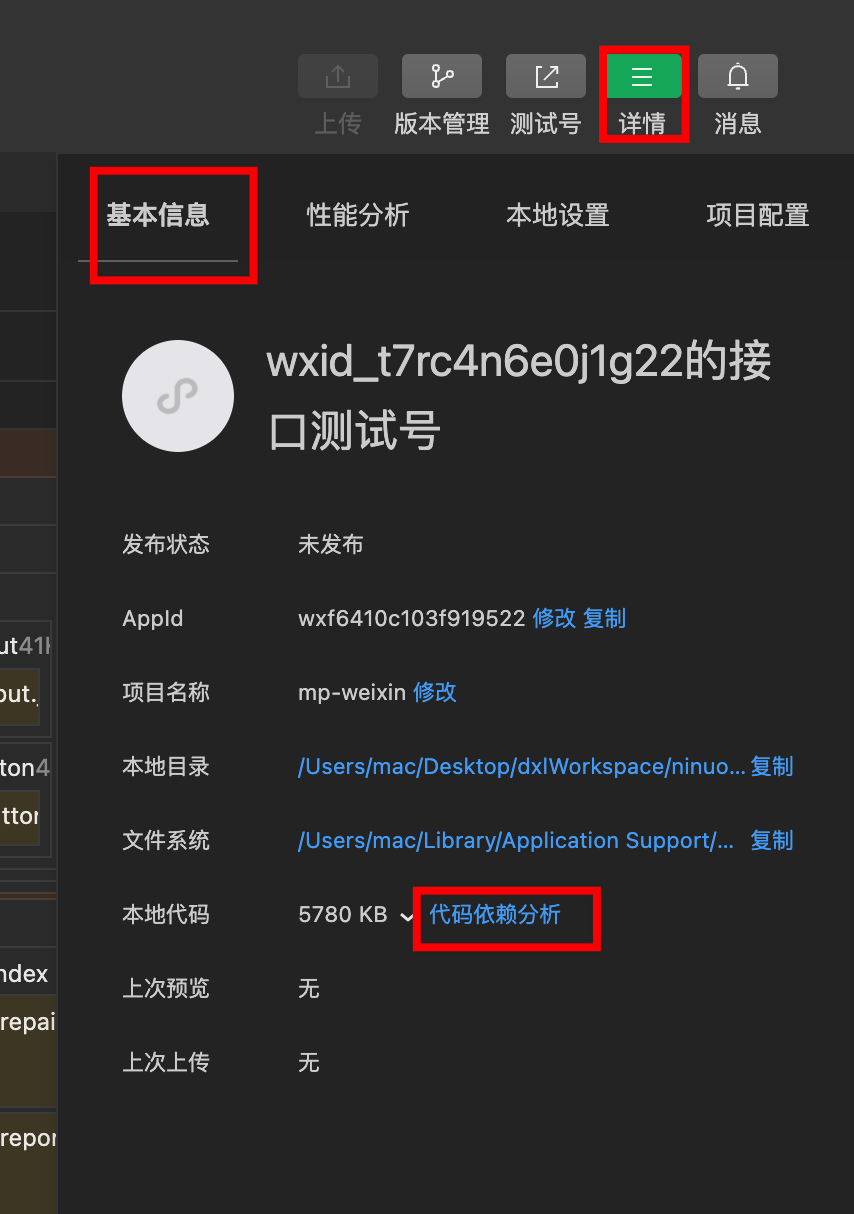 上传 版本管理 测试号 详情 消息
基本信息 性能分析 本地设置 项目配置
wxid_t7rc4n6e0j1g22的接
口测试号
发布状态 未发布
AppId wxf6410c103f919522 修改 复制
项目名称 mp-weixin 修改
本地目录 /Users/mac/Desktop/dxlWorkspace/ninuo... 复制
文件系统 /Users/mac/Library/Application Support/... 复制
本地代码 5780 KB 代码依赖分析
上次预览 无
上次上传 无
ut41
put.
ton4
ttor
ndex
repai
repor